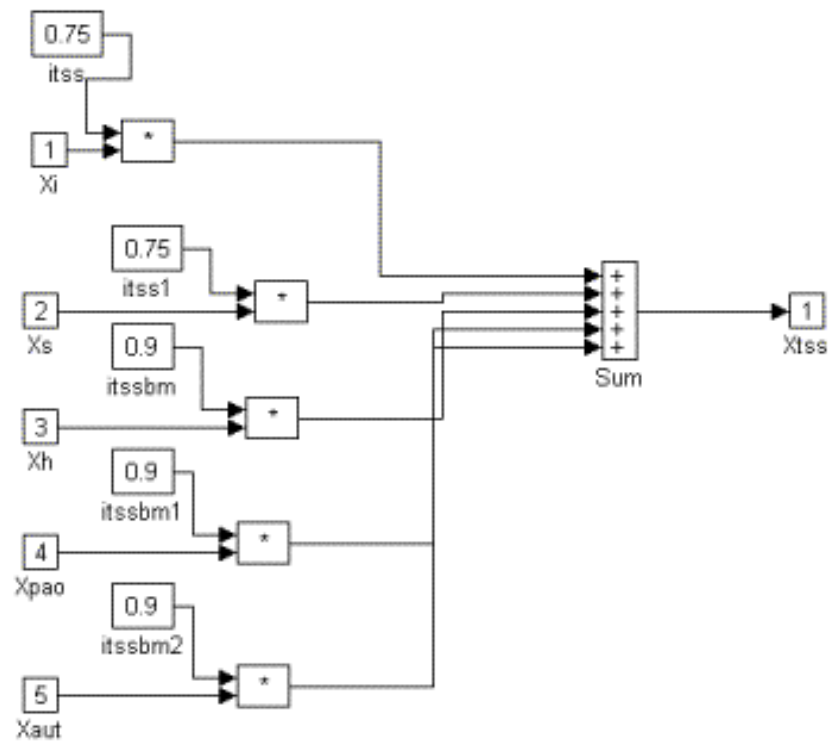 0.75
itss
*
1
Xi
0.75
itss1
*
2
Xs
0.9
itssbm
*
3
Xh
0.9
itssbm1
*
4
Xpao
0.9
itssbm2
*
5
Xaut
+
+
+
+
+
Sum
1
Xtss